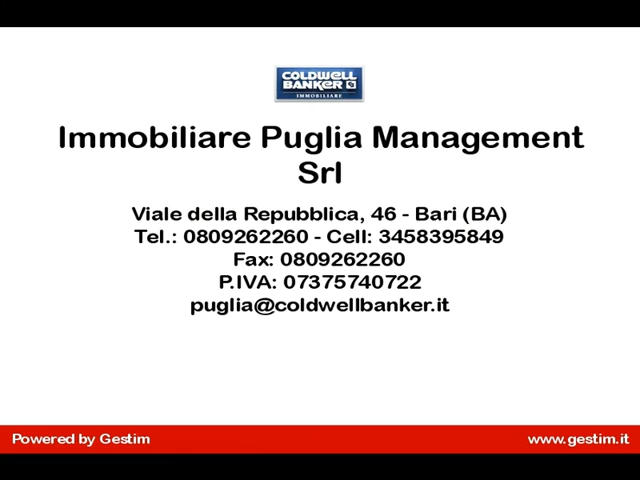 COLDWELL
BANKER
IMMOBILIARE
Immobiliare Puglia Management
Srl
Viale della Repubblica, 46 - Bari (BA)
Tel.: 0809262260 - Cell: 3458395849
Fax: 0809262260
P.IVA: 07375740722
puglia@coldwellbanker.it
Powered by Gestim
www.gestim.it